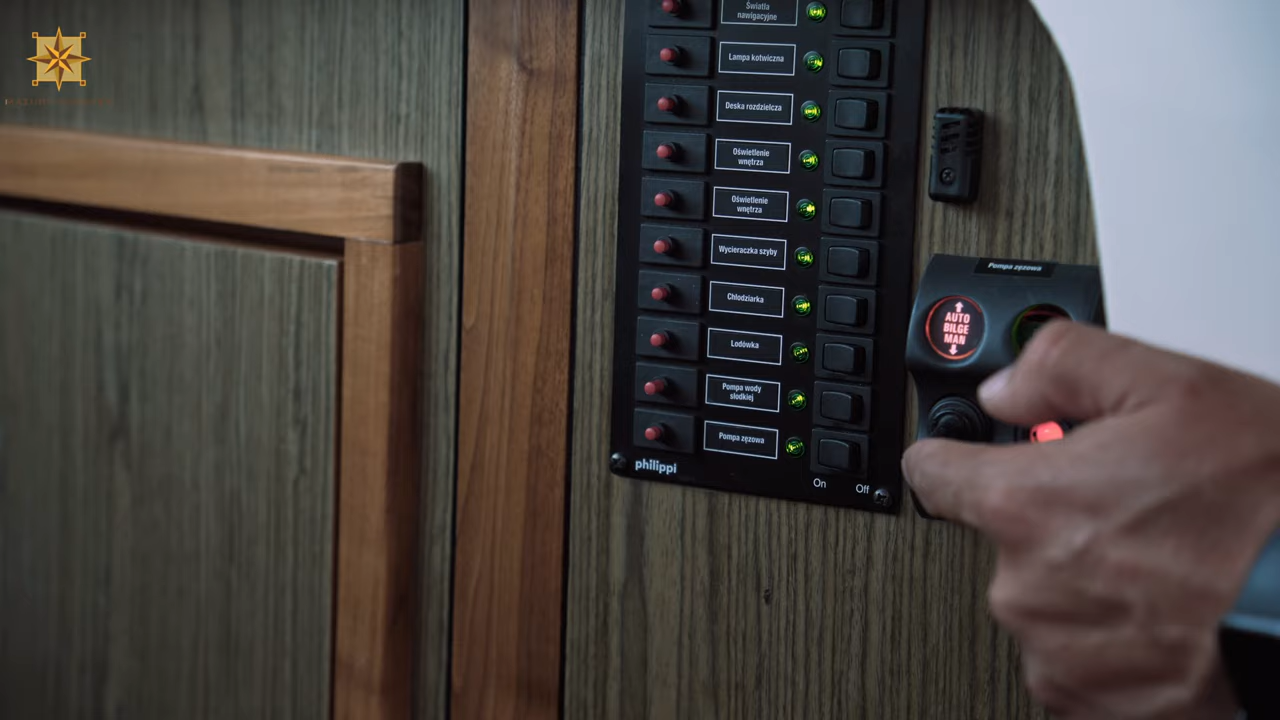 Światła
nawigacyjne
Lampa kotwiczna
Deska rozdzielcza
Oświetlenie
wnętrza
Oświetlenie
wnętrza
Wycieraczka szyby
Chłodziarka
Lodówka
Pompa wody
słodkiej
Pompa zęzowa
philippi
On
Off
Pompa zęzowa
AUTO
BILGE
MAN